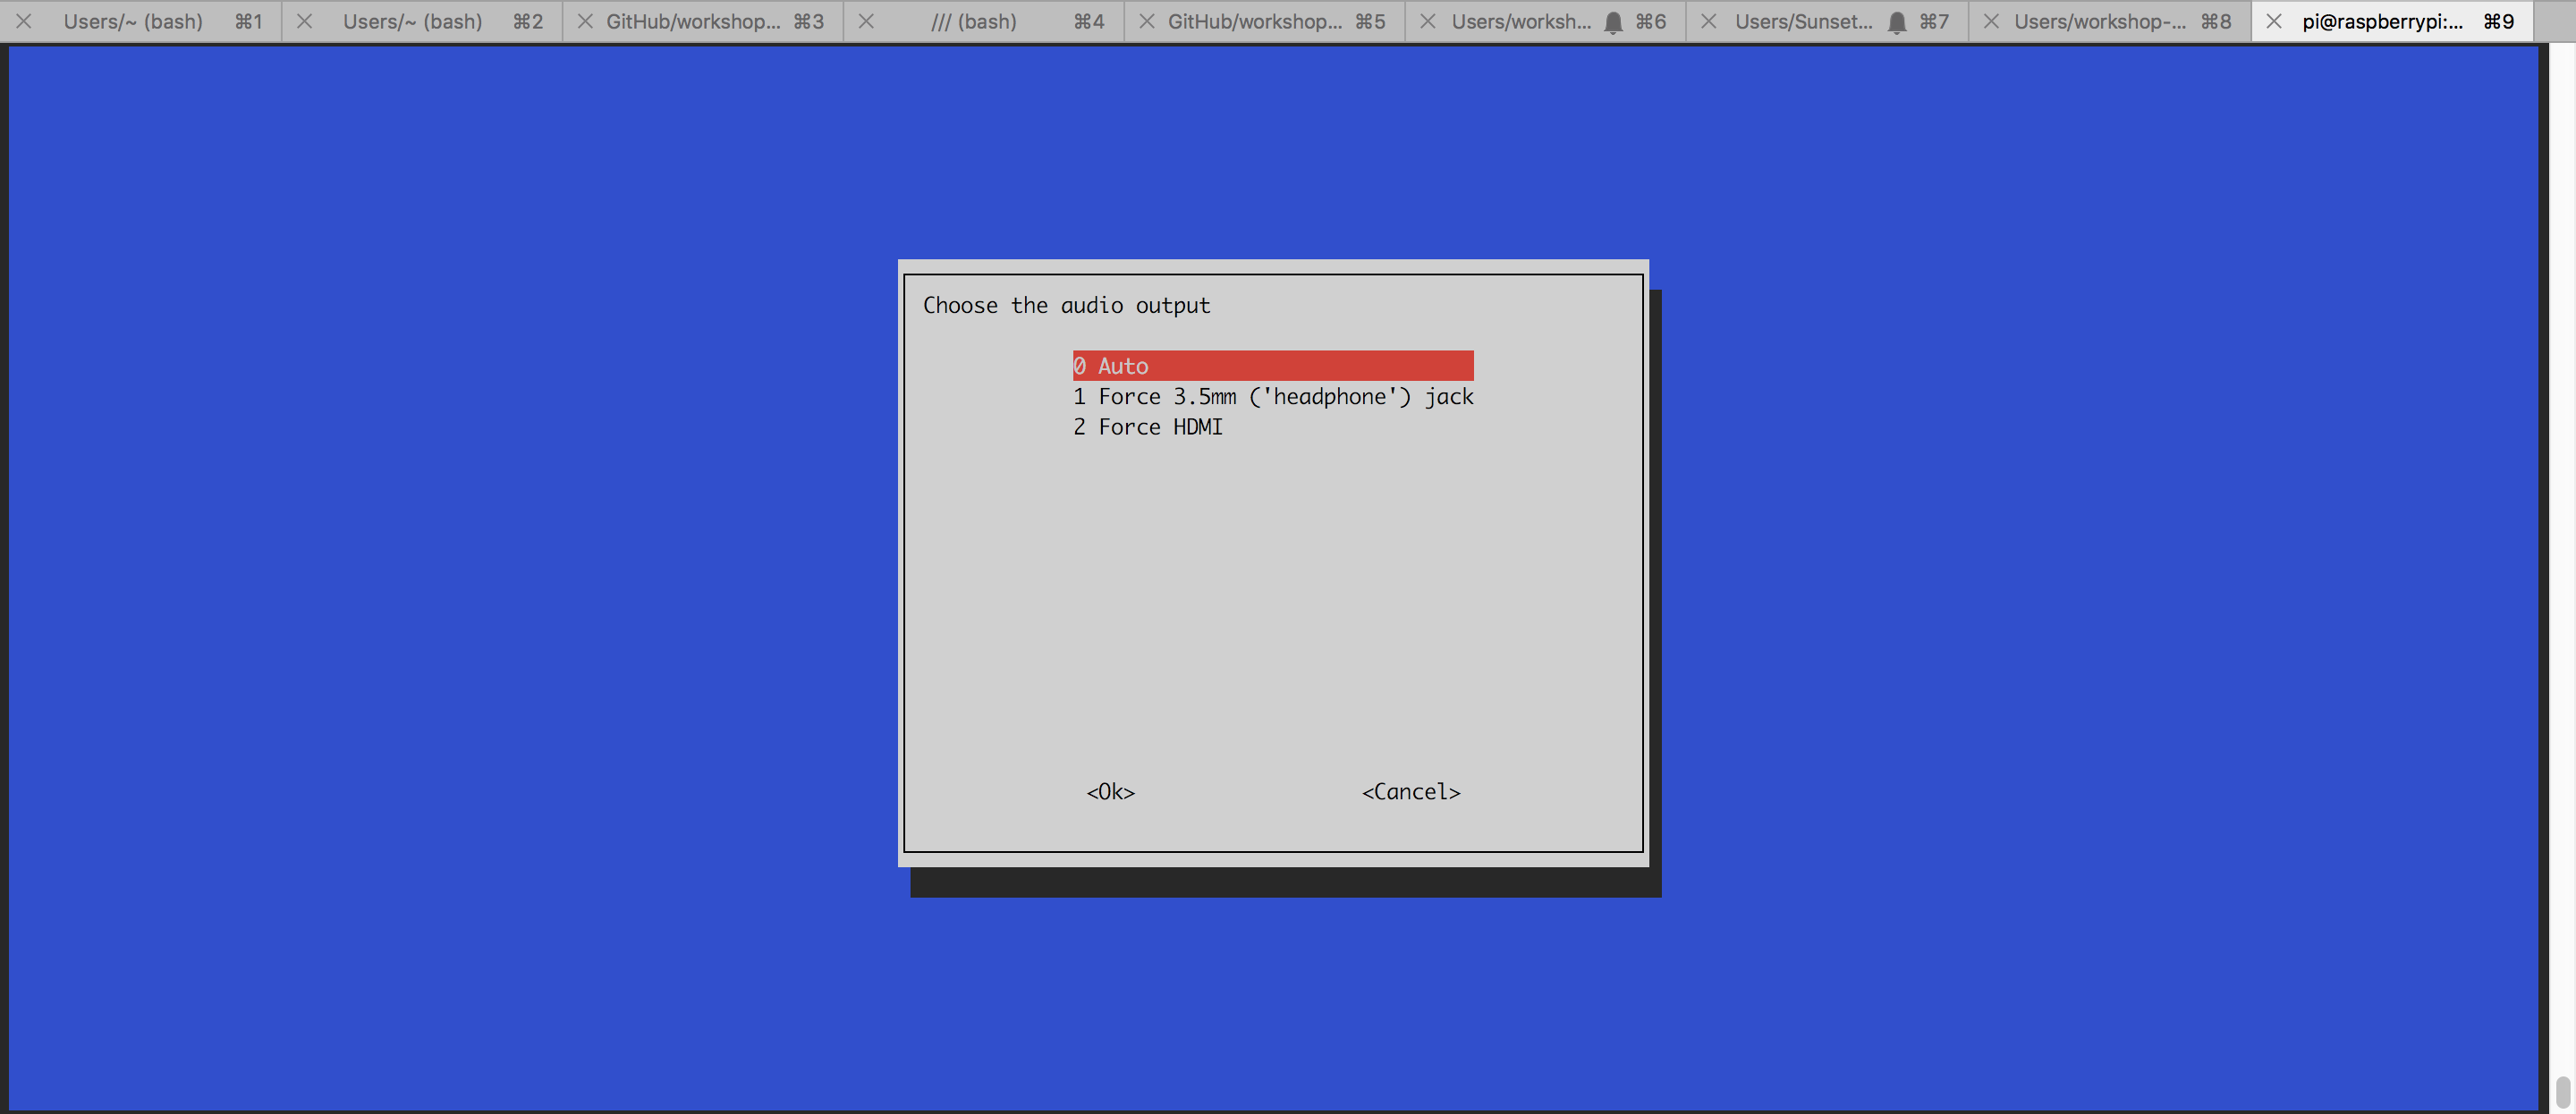 Users/~ (bash) ⌘1 Users/~ (bash) ⌘2 GitHub/workshop... ⌘3 /// (bash) ⌘4 GitHub/workshop... ⌘5 Users/worksh... ⌘6 Users/Sunset... ⌘7 Users/workshop-... ⌘8 pi@raspberrypi:... ⌘9
Choose the audio output
0 Auto
1 Force 3.5mm ('headphone') jack
2 Force HDMI
<Ok> <Cancel>